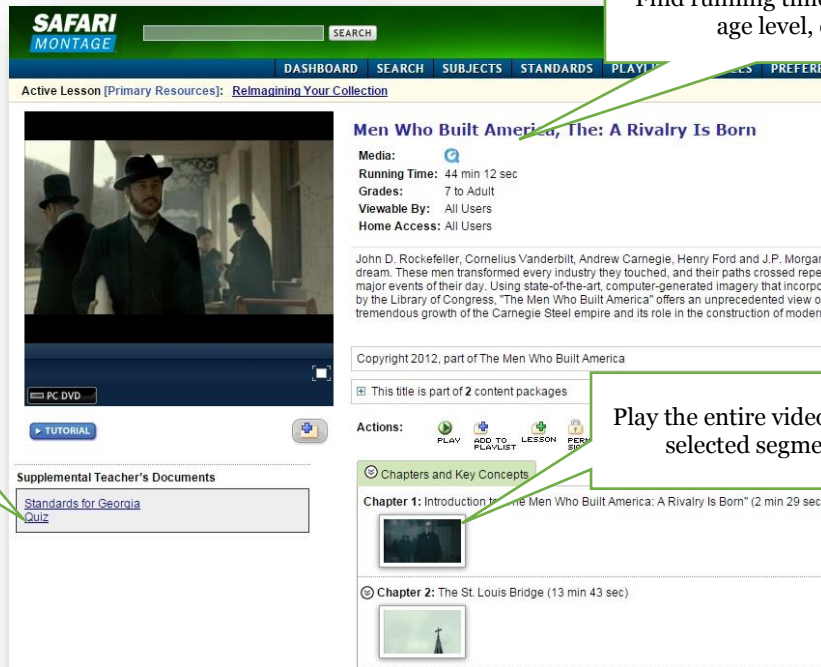 Find running time
age level,
SAFARI
MONTAGE
SEARCH
DASHBOARD SEARCH SUBJECTS STANDARDS
Active Lesson [Primary Resources]: ReImagining Your Collection
Men Who Built America, The: A Rivalry Is Born
Media:
Running Time: 44 min 12 sec
Grades: 7 to Adult
Viewable By: All Users
Home Access: All Users
John D. Rockefeller, Cornelius Vanderbilt, Andrew Carnegie, Henry Ford and J.P. Morgan
dream. These men transformed every industry they touched, and their paths crossed repe
major events of their day. Using state-of-the-art, computer-generated imagery that incorpo
by the Library of Congress, "The Men Who Built America" offers an unprecedented view o
tremendous growth of the Carnegie Steel empire and its role in the construction of modern
Copyright 2012, part of The Men Who Built America
This title is part of 2 content packages
PC DVD
TUTORIAL
Play the entire video
selected segme
Actions:
PLAY
ADD TO PLAYLIST
LESSON
Supplemental Teacher's Documents
Standards for Georgia
Quiz
Chapters and Key Concepts
Chapter 1: Introduction to Men Who Built America: A Rivalry Is Born" (2 min 29 sec
Chapter 2: The St. Louis Bridge (13 min 43 sec)